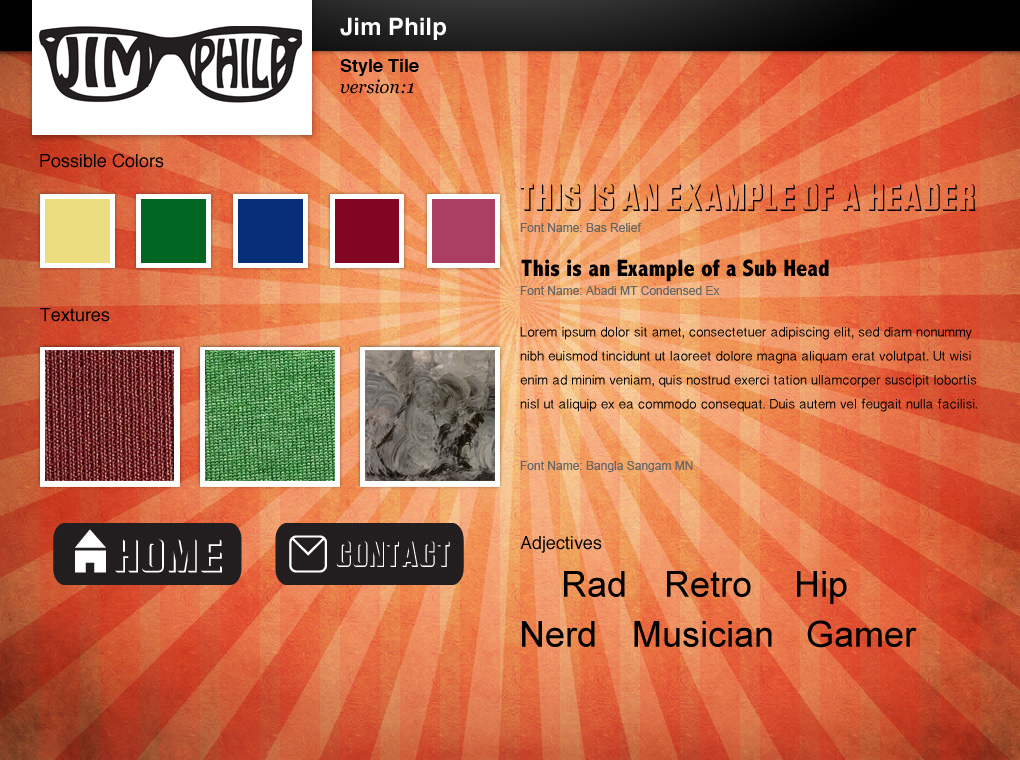 JIM PHILP
Jim Philp
Style Tile
version:1
Possible Colors
THIS IS AN EXAMPLE OF A HEADER
Font Name: Bas Relief
This is an Example of a Sub Head
Font Name: Abadi MT Condensed Ex
Textures
Lorem ipsum dolor sit amet, consectetuer adipiscing elit, sed diam nonummy
nibh euismod tincidunt ut laoreet dolore magna aliquam erat volutpat. Ut wisi
enim ad minim veniam, quis nostrud exerci tation ullamcorper suscipit lobortis
nisl ut aliquip ex ea commodo consequat. Duis autem vel feugait nulla facilisi.
Font Name: Bangla Sangam MN
HOME
CONTACT
Adjectives
Rad Retro Hip
Nerd Musician Gamer